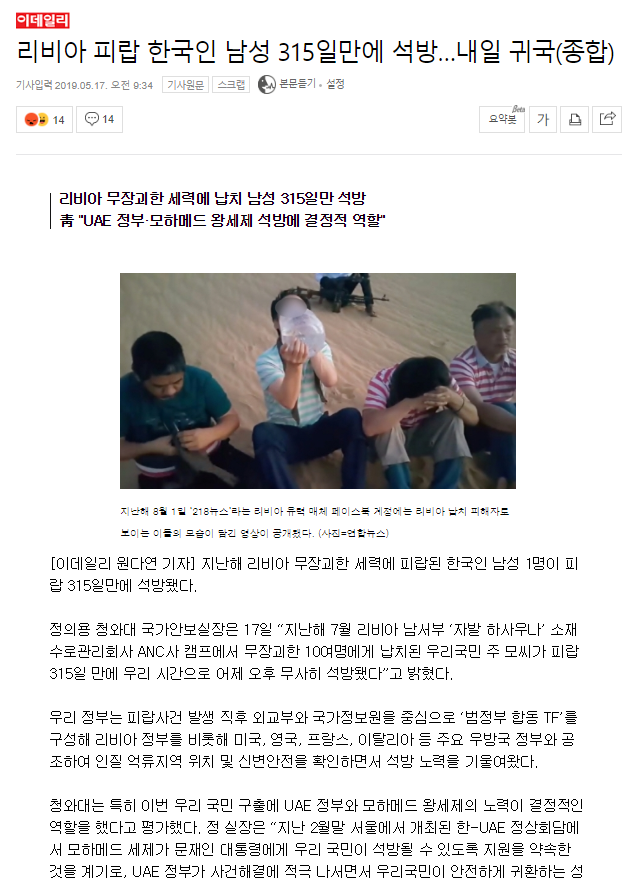 이데일리
리비아 피랍 한국인 남성 315일만에 석방…내일 귀국(종합)
기사입력 2019.05.17. 오전 9:34 기사원문 스크랩 본문듣기 · 설정
14 14 요약봇 Beta 가
리비아 무장괴한 세력에 납치 남성 315일만 석방
靑 "UAE 정부·모하메드 왕세제 석방에 결정적 역할"
지난해 8월 1일 '218뉴스'라는 리비아 유력 매체 페이스북 계정에는 리비아 납치 피해자로
보이는 이들의 모습이 담긴 영상이 공개됐다. (사진=연합뉴스)
[이데일리 원다연 기자] 지난해 리비아 무장괴한 세력에 피랍된 한국인 남성 1명이 피
랍 315일만에 석방됐다.
정의용 청와대 국가안보실장은 17일 “지난해 7월 리비아 남서부 ‘자발 하사우나’ 소재
수로관리회사 ANC사 캠프에서 무장괴한 10여명에게 납치된 우리국민 주 모씨가 피랍
315일 만에 우리 시간으로 어제 오후 무사히 석방됐다”고 밝혔다.
우리 정부는 피랍사건 발생 직후 외교부와 국가정보원을 중심으로 ‘범정부 합동 TF’를
구성해 리비아 정부를 비롯해 미국, 영국, 프랑스, 이탈리아 등 주요 우방국 정부와 공
조하여 인질 억류지역 위치 및 신변안전을 확인하면서 석방 노력을 기울여왔다.
청와대는 특히 이번 우리 국민 구출에 UAE 정부와 모하메드 왕세제의 노력이 결정적인
역할을 했다고 평가했다. 정 실장은 “지난 2월말 서울에서 개최된 한-UAE 정상회담에
서 모하메드 세제가 문재인 대통령에게 우리 국민이 석방될 수 있도록 지원을 약속한
것을 계기로, UAE 정부가 사건해결에 적극 나서면서 우리국민이 안전하게 귀환하는 성